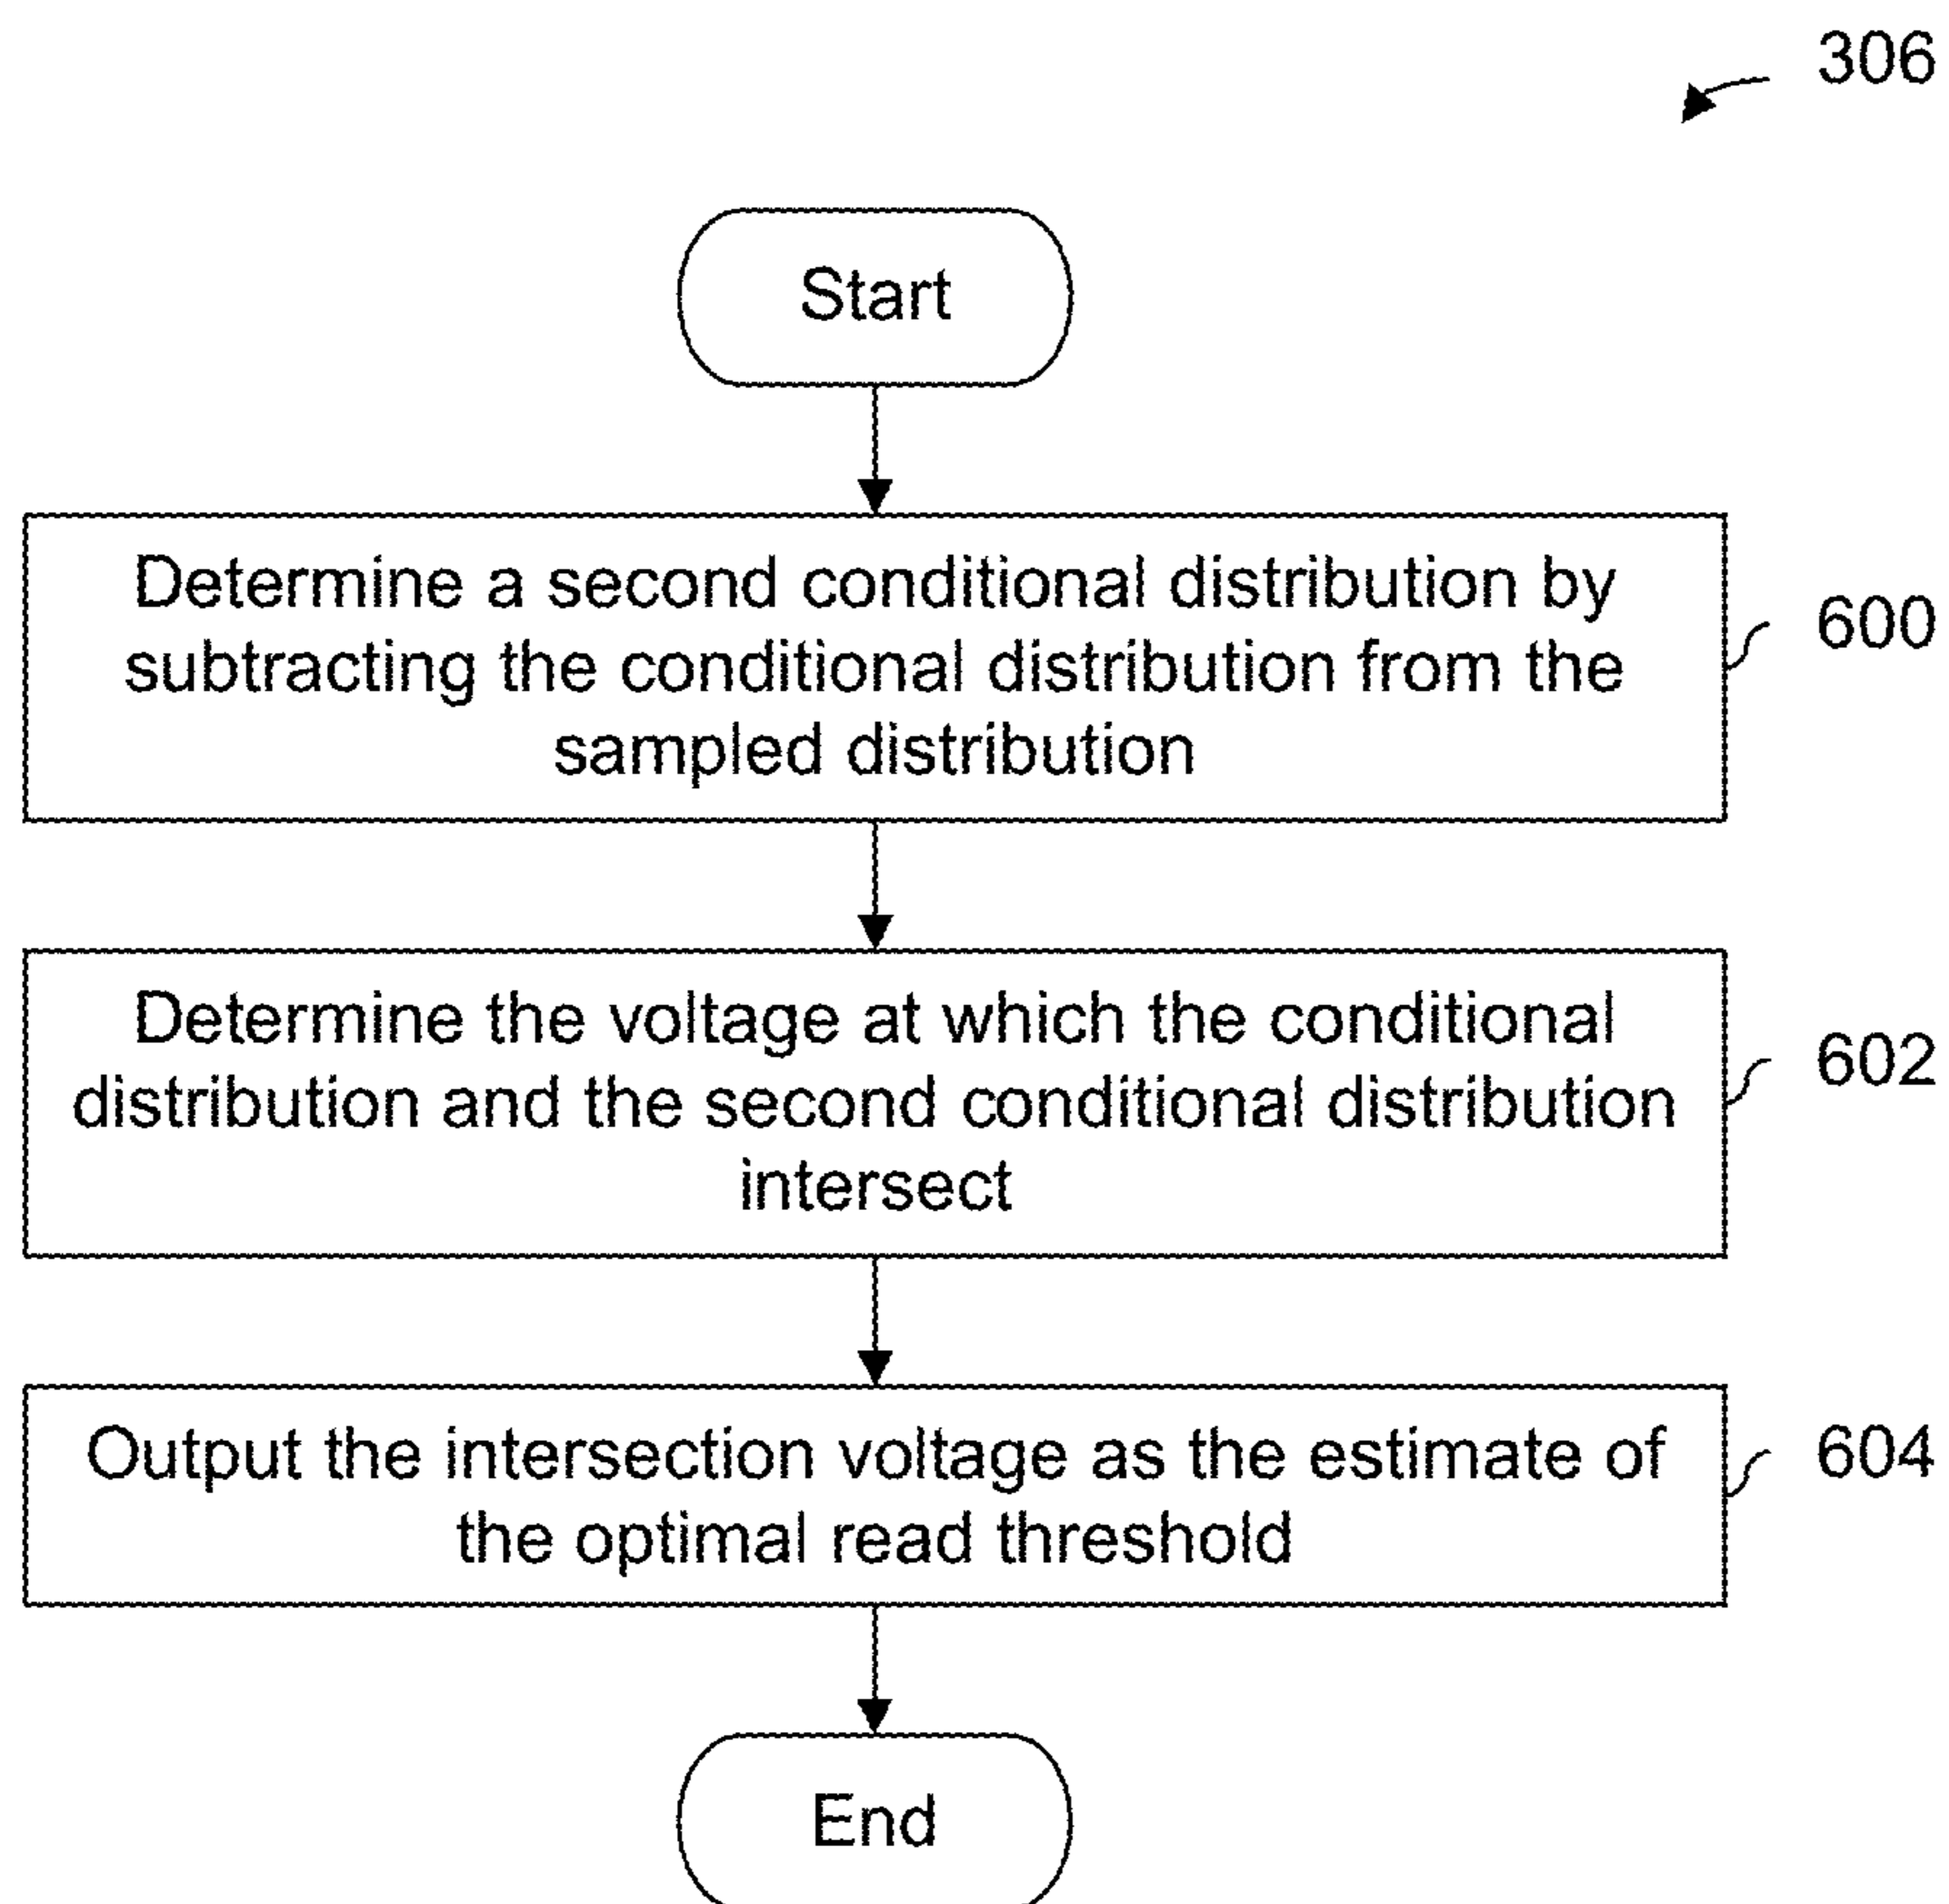 306
Start
Determine a second conditional distribution by
subtracting the conditional distribution from the
sampled distribution
600
Determine the voltage at which the conditional
distribution and the second conditional distribution
intersect
602
Output the intersection voltage as the estimate of
the optimal read threshold
604
End